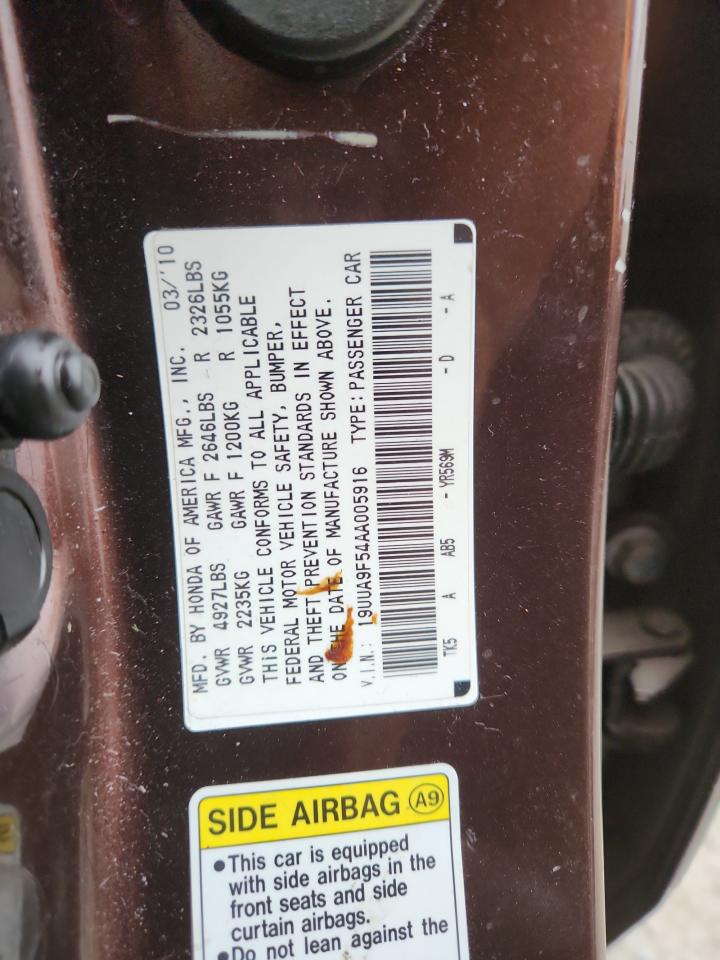 MFD. BY HONDA OF AMERICA MFG., INC. 03/'10
GVWR 4927LBS GAWR F 2646LBS R 2326LBS
GVWR 2235KG GAWR F 1200KG R 1055KG
THIS VEHICLE CONFORMS TO ALL APPLICABLE
FEDERAL MOTOR VEHICLE SAFETY, BUMPER,
AND THEFT PREVENTION STANDARDS IN EFFECT
ON THE DATE OF MANUFACTURE SHOWN ABOVE.
V.I.N.: 19UUA9F54AA005916 TYPE:PASSENGER CAR
TK5 A AB5 -YR569M -D -A
SIDE AIRBAG A9
●This car is equipped
with side airbags in the
front seats and side
curtain airbags.
●Do not lean against the